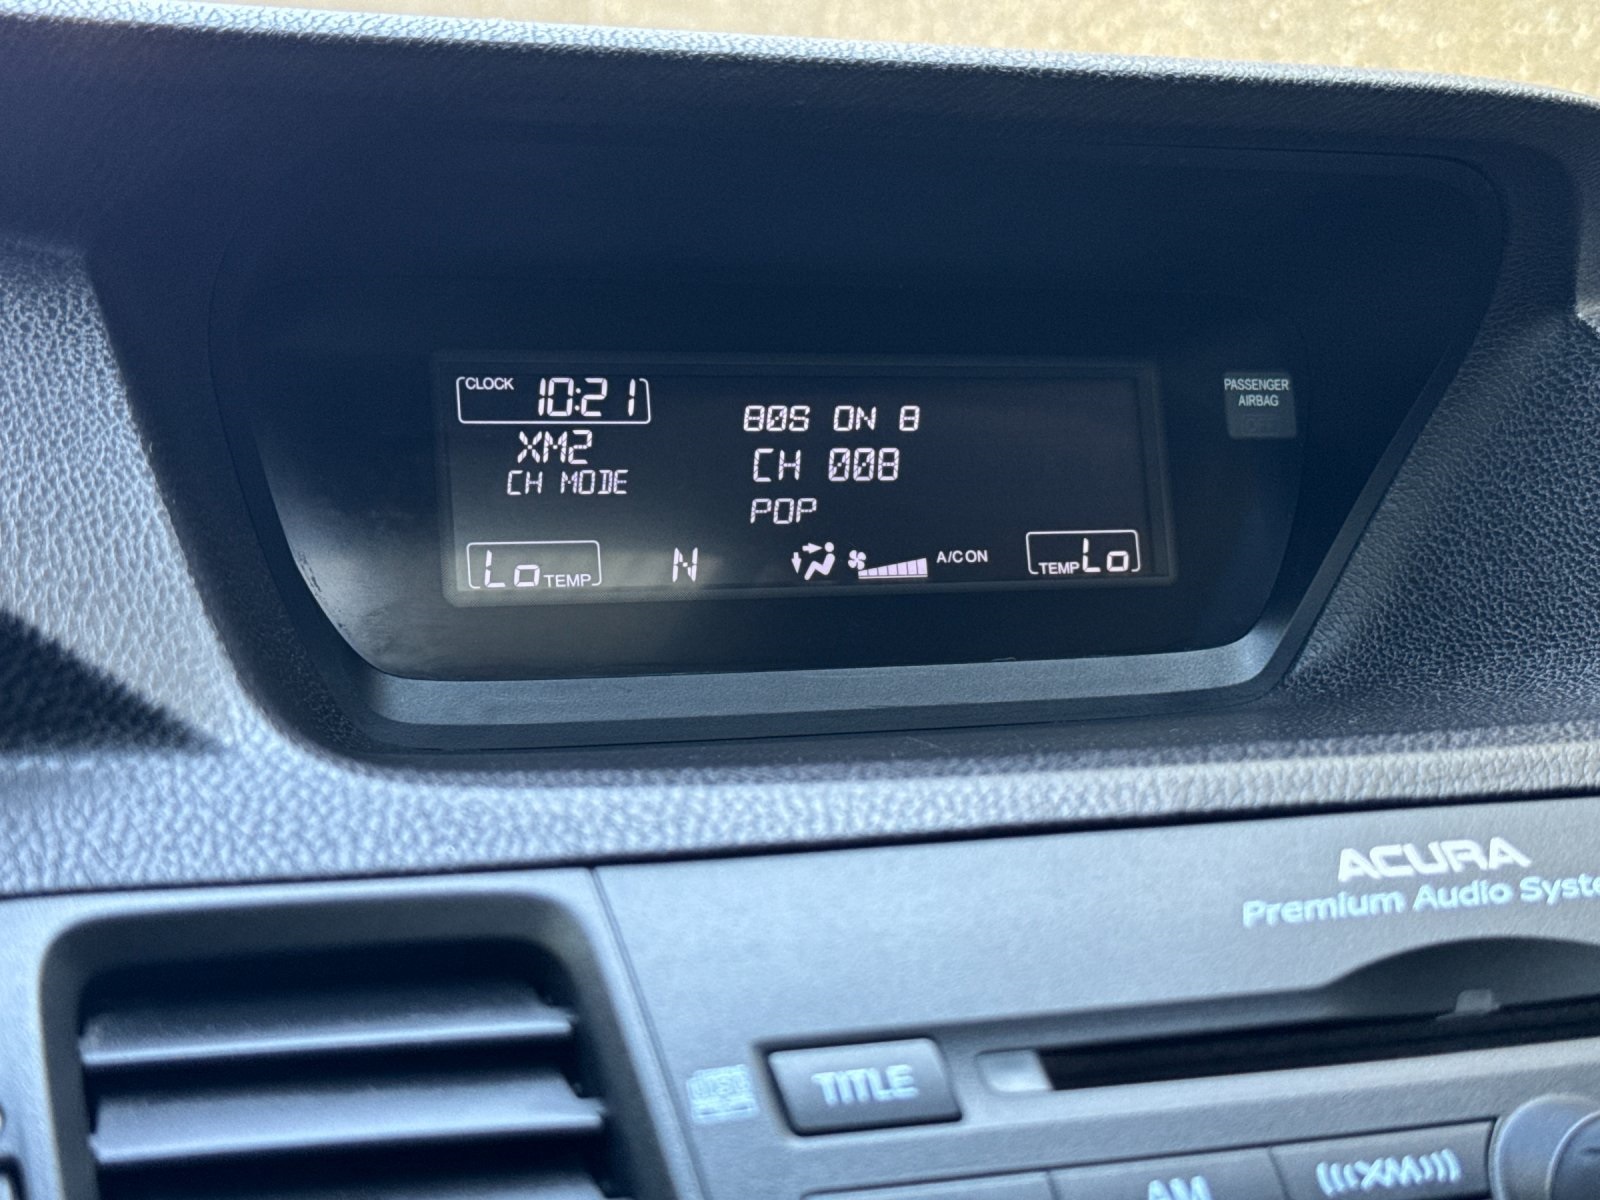 CLOCK 10:21
XM2
CH MODE
80S ON 8
CH 008
POP
Lo TEMP
N
A/C ON
TEMP Lo
PASSENGER
AIRBAG
ACURA
Premium Audio
TITLE
AM
XM